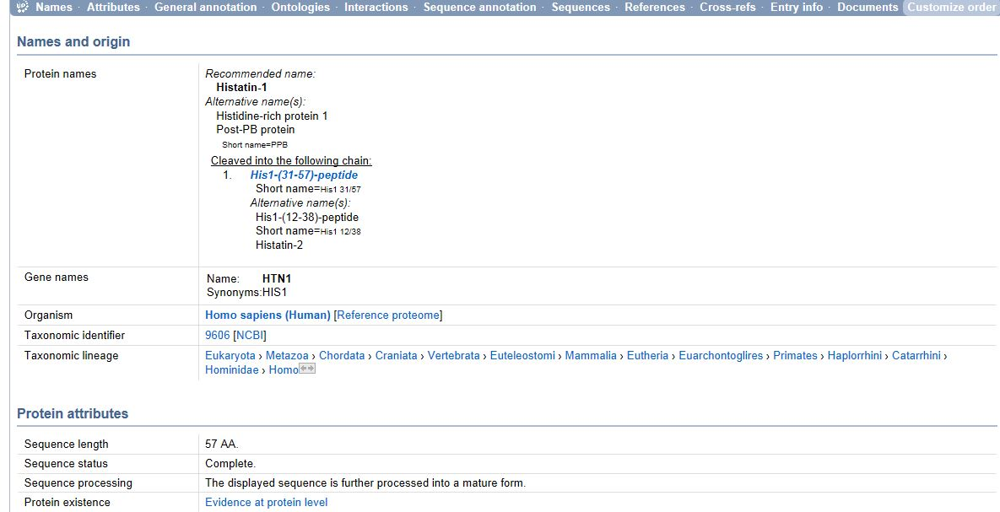 Names · Attributes · General annotation · Ontologies · Interactions · Sequence annotation · Sequences · References · Cross-refs · Entry info · Documents Customize order
Names and origin
Protein names
Recommended name:
Histatin-1
Alternative name(s):
Histidine-rich protein 1
Post-PB protein
Short name=PPB
Cleaved into the following chain:
1. His1-(31-57)-peptide
Short name=His1 31/57
Alternative name(s):
His1-(12-38)-peptide
Short name=His1 12/38
Histatin-2
Gene names
Name: HTN1
Synonyms:HIS1
Organism Homo sapiens (Human) [Reference proteome]
Taxonomic identifier 9606 [NCBI]
Taxonomic lineage Eukaryota › Metazoa › Chordata › Craniata › Vertebrata › Euteleostomi › Mammalia › Eutheria › Euarchontoglires › Primates › Haplorrhini › Catarrhini ›
Hominidae › Homo
Protein attributes
Sequence length 57 AA.
Sequence status Complete.
Sequence processing The displayed sequence is further processed into a mature form.
Protein existence Evidence at protein level